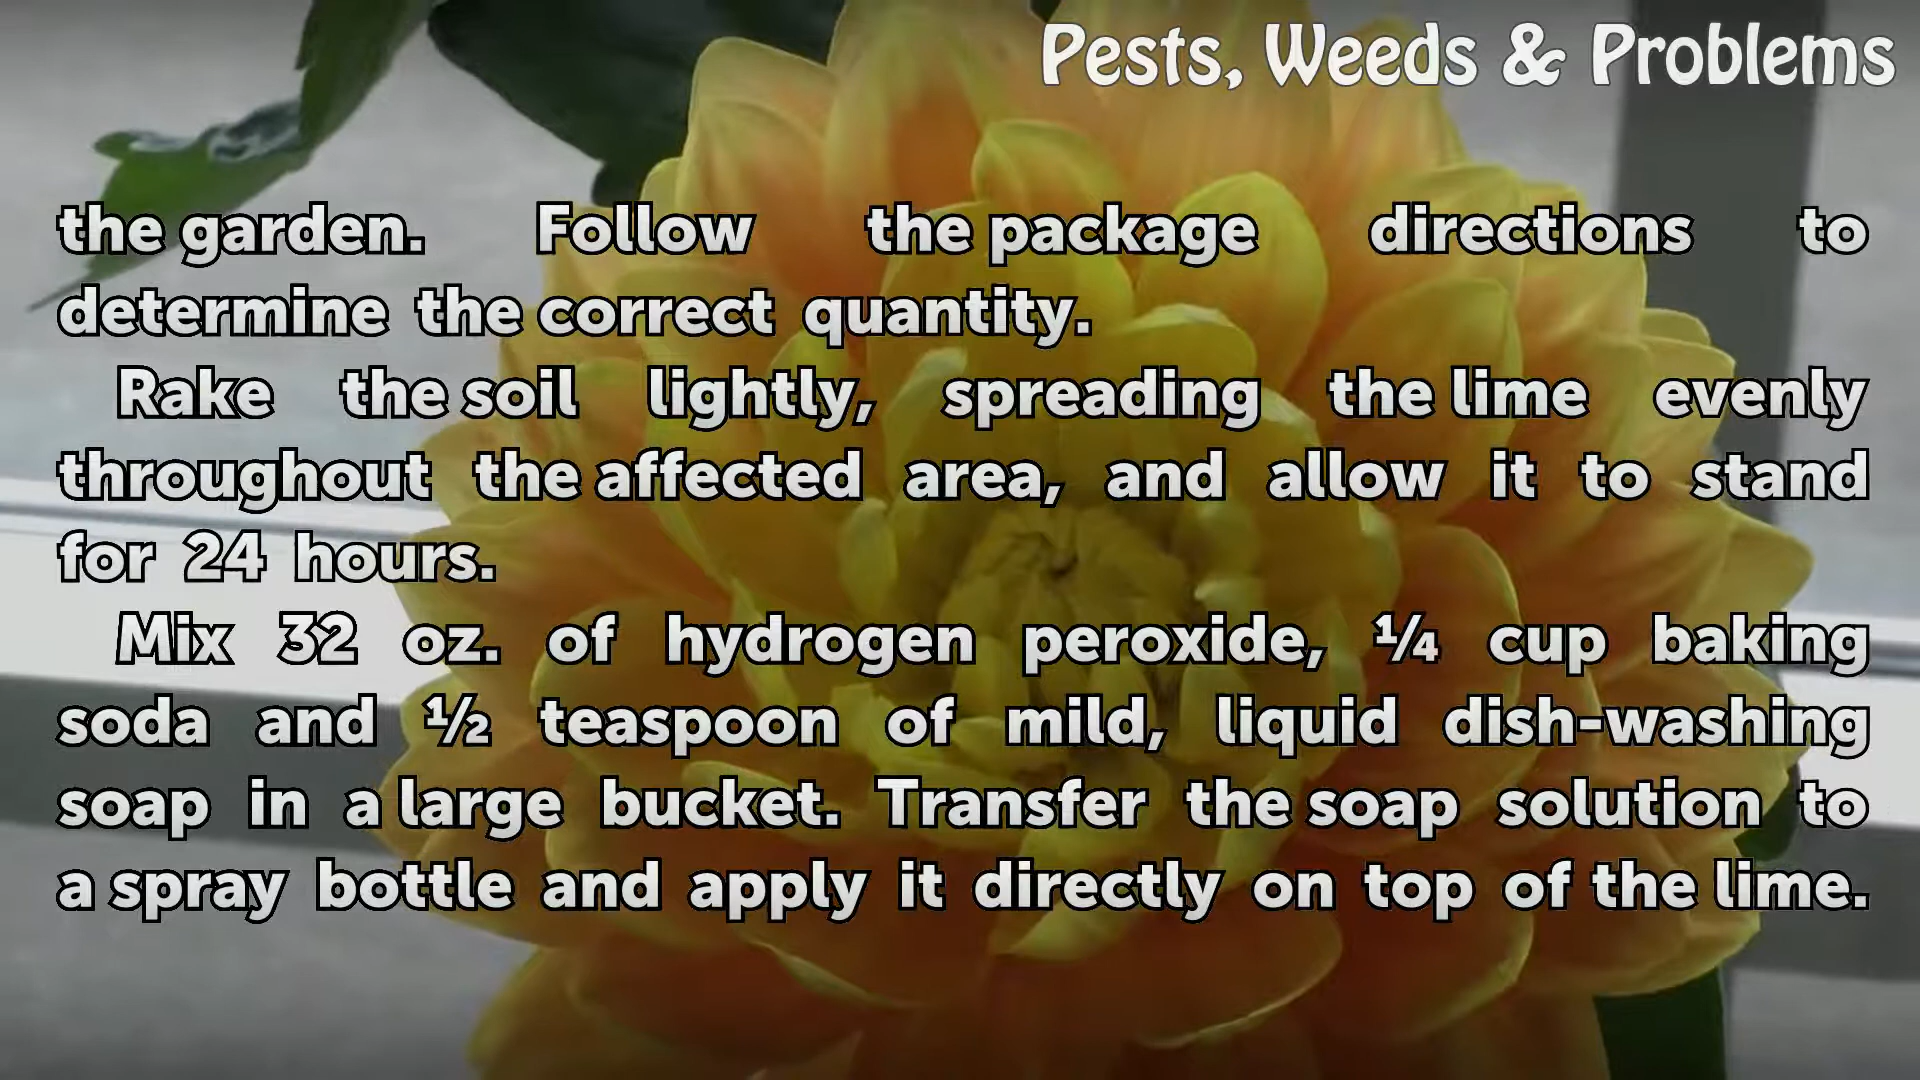 Pests, Weeds & Problems
the garden. Follow the package directions to
determine the correct quantity.
Rake the soil lightly, spreading the lime evenly
throughout the affected area, and allow it to stand
for 24 hours.
Mix 32 oz. of hydrogen peroxide, ¼ cup baking
soda and ½ teaspoon of mild, liquid dish-washing
soap in a large bucket. Transfer the soap solution to
a spray bottle and apply it directly on top of the lime.